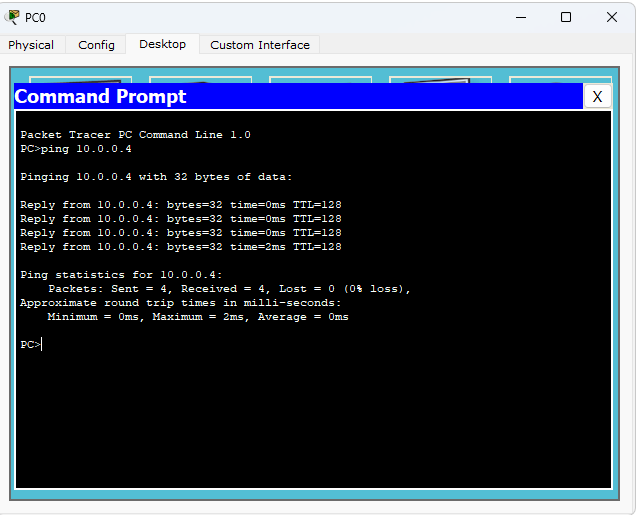 PC0
Physical Config Desktop Custom Interface
Command Prompt X
Packet Tracer PC Command Line 1.0
PC>ping 10.0.0.4
Pinging 10.0.0.4 with 32 bytes of data:
Reply from 10.0.0.4: bytes=32 time=0ms TTL=128
Reply from 10.0.0.4: bytes=32 time=0ms TTL=128
Reply from 10.0.0.4: bytes=32 time=0ms TTL=128
Reply from 10.0.0.4: bytes=32 time=2ms TTL=128
Ping statistics for 10.0.0.4:
Packets: Sent = 4, Received = 4, Lost = 0 (0% loss),
Approximate round trip times in milli-seconds:
Minimum = 0ms, Maximum = 2ms, Average = 0ms
PC>